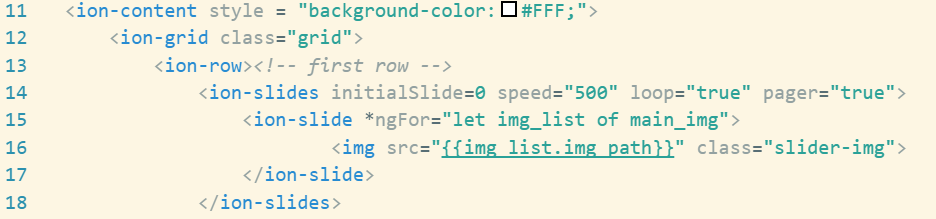 11 <ion-content style = "background-color:#FFF;">
12 <ion-grid class="grid">
13 <ion-row><!-- first row -->
14 <ion-slides initialSlide=0 speed="500" loop="true" pager="true">
15 <ion-slide *ngFor="let img_list of main_img">
16 <img src="{{img_list.img_path}}" class="slider-img">
17 </ion-slide>
18 </ion-slides>